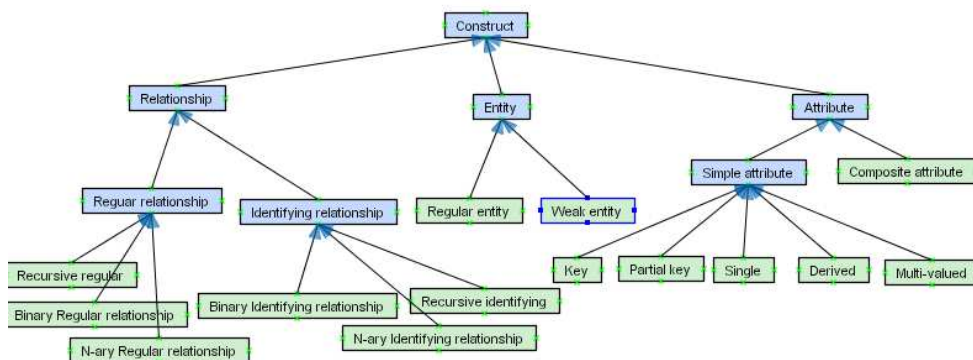 Construct
Relationship
Entity
Attribute
Simple attribute
Composite attribute
Reguar relationship
Identifying relationship
Regular entity
Weak entity
Recursive regular
Key
Partial key
Single
Derived
Multi-valued
Binary Regular relationship
Binary Identifying relationship
Recursive identifying
N-ary Regular relationship
N-ary Identifying relationship